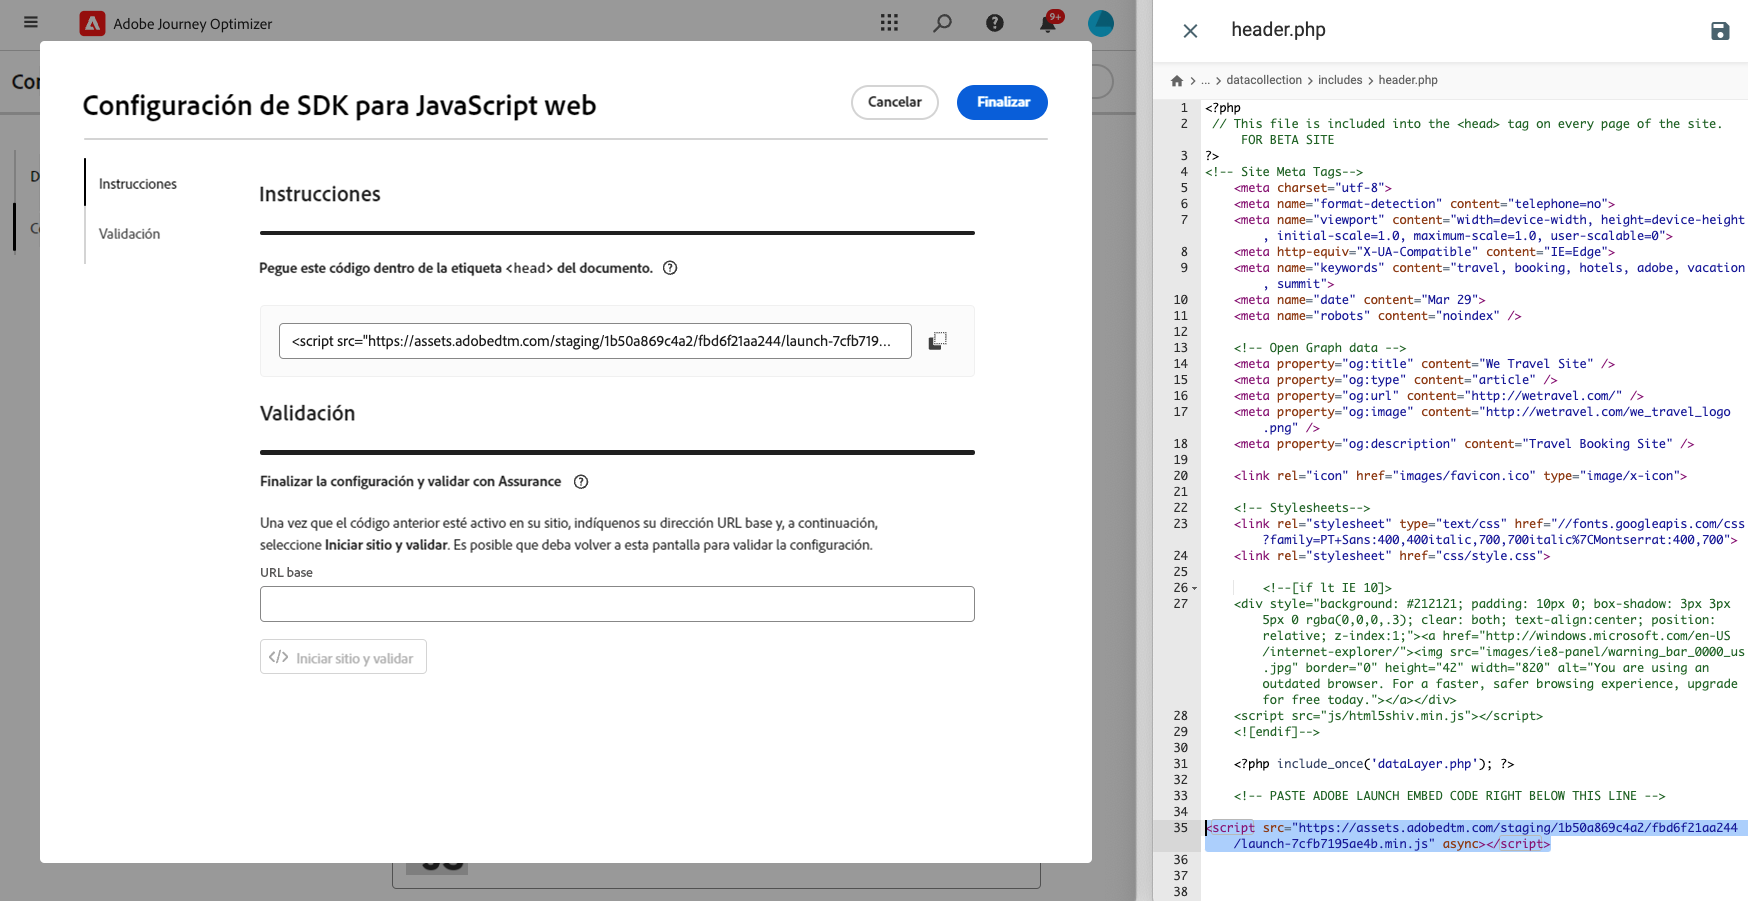 Adobe Journey Optimizer
9+
Configuración de SDK para JavaScript web
Cancelar
Finalizar
Instrucciones
Validación
Instrucciones
Pegue este código dentro de la etiqueta <head> del documento.
<script src="https://assets.adobedtm.com/staging/1b50a869c4a2/fbd6f21aa244/launch-7cfb719...
Validación
Finalizar la configuración y validar con Assurance
Una vez que el código anterior esté activo en su sitio, indíquenos su dirección URL base y, a continuación,
seleccione Iniciar sitio y validar. Es posible que deba volver a esta pantalla para validar la configuración.
URL base
</> Iniciar sitio y validar
header.php
... > datacollection > includes > header.php
1 <?php
2 // This file is included into the <head> tag on every page of the site.
FOR BETA SITE
3 ?>
4 <!-- Site Meta Tags-->
5 <meta charset="utf-8">
6 <meta name="format-detection" content="telephone=no">
7 <meta name="viewport" content="width=device-width, height=device-height
, initial-scale=1.0, maximum-scale=1.0, user-scalable=0">
8 <meta http-equiv="X-UA-Compatible" content="IE=Edge">
9 <meta name="keywords" content="travel, booking, hotels, adobe, vacation
, summit">
10 <meta name="date" content="Mar 29">
11 <meta name="robots" content="noindex" />
12
13 <!-- Open Graph data -->
14 <meta property="og:title" content="We Travel Site" />
15 <meta property="og:type" content="article" />
16 <meta property="og:url" content="http://wetravel.com/" />
17 <meta property="og:image" content="http://wetravel.com/we_travel_logo
.png" />
18 <meta property="og:description" content="Travel Booking Site" />
19
20 <link rel="icon" href="images/favicon.ico" type="image/x-icon">
21
22 <!-- Stylesheets-->
23 <link rel="stylesheet" type="text/css" href="//fonts.googleapis.com/css
?family=PT+Sans:400,400italic,700,700italic%7CMontserrat:400,700">
24 <link rel="stylesheet" href="css/style.css">
25
26 <!--[if lt IE 10]>
27 <div style="background: #212121; padding: 10px 0; box-shadow: 3px 3px
5px 0 rgba(0,0,0,.3); clear: both; text-align:center; position:
relative; z-index:1;"><a href="http://windows.microsoft.com/en-US
/internet-explorer/"><img src="images/ie8-panel/warning_bar_0000_us
.jpg" border="0" height="42" width="820" alt="You are using an
outdated browser. For a faster, safer browsing experience, upgrade
for free today."></a></div>
28 <script src="js/html5shiv.min.js"></script>
29 <![endif]-->
30
31 <?php include_once('dataLayer.php'); ?>
32
33 <!-- PASTE ADOBE LAUNCH EMBED CODE RIGHT BELOW THIS LINE -->
34
35 <script src="https://assets.adobedtm.com/staging/1b50a869c4a2/fbd6f21aa244
/launch-7cfb7195ae4b.min.js" async></script>
36
37
38